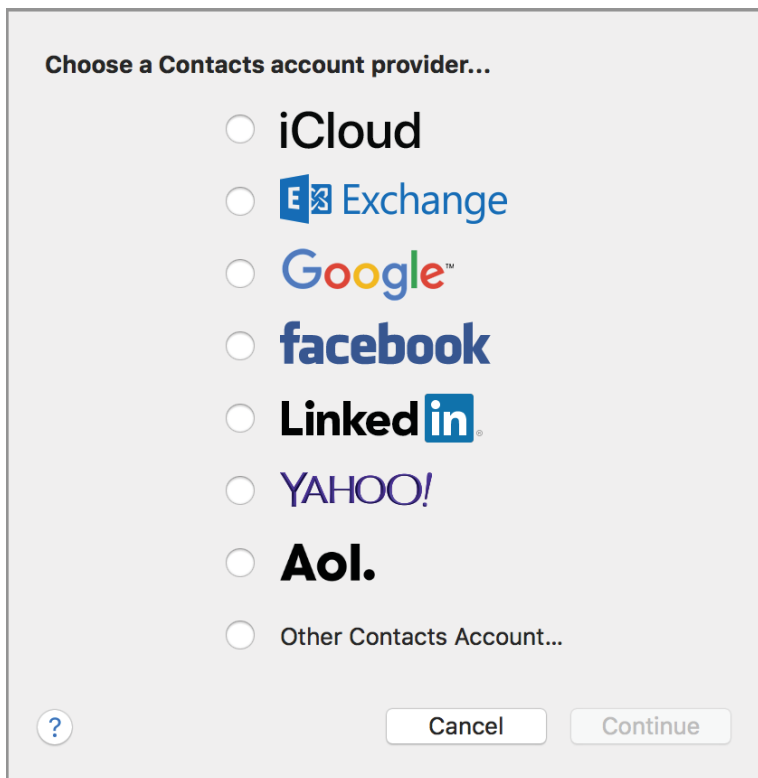 Choose a Contacts account provider...
iCloud
E Exchange
Google™
facebook
Linked in®
YAHOO!
Aol.
Other Contacts Account...
? Cancel Continue